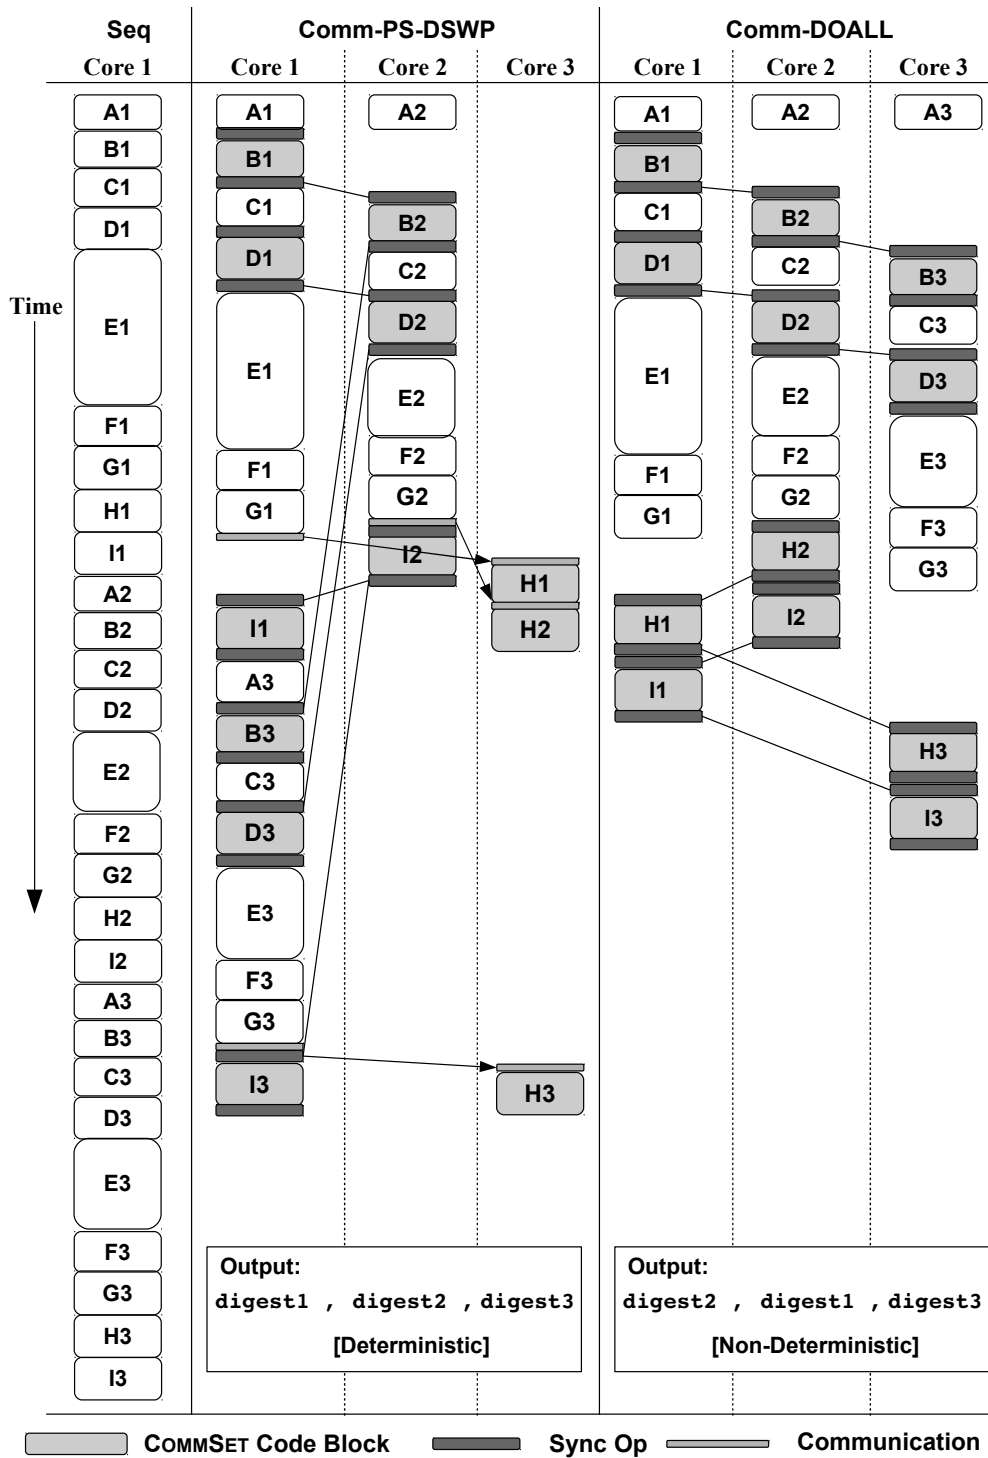 Seq Comm-PS-DSWP Comm-DOALL
Core 1 Core 1 Core 2 Core 3 Core 1 Core 2 Core 3
A1 A1 A2 A1 A2 A3
B1 B1 B1
C1 C1 B2 C1 B2
D1 D1 C2 D1 C2 B3
Time
E1 E1 D2 E1 D2 C3
E2 E2 D3
F1 F1 F2 F1 F2 E3
G1 G1 G2 G1 G2 F3
H1 I2 H2 G3
I1 H1
A2 I1 H2 H1 I2
B2
C2 A3 I1
D2 B3 H3
E2 C3 I3
F2 D3
G2
H2 E3
I2 F3
A3 G3
B3
C3 I3 H3
D3
E3
F3 Output: Output:
G3 digest1 , digest2 , digest3 digest2 , digest1 , digest3
H3 [Deterministic] [Non-Deterministic]
I3
COMMSET Code Block Sync Op Communication